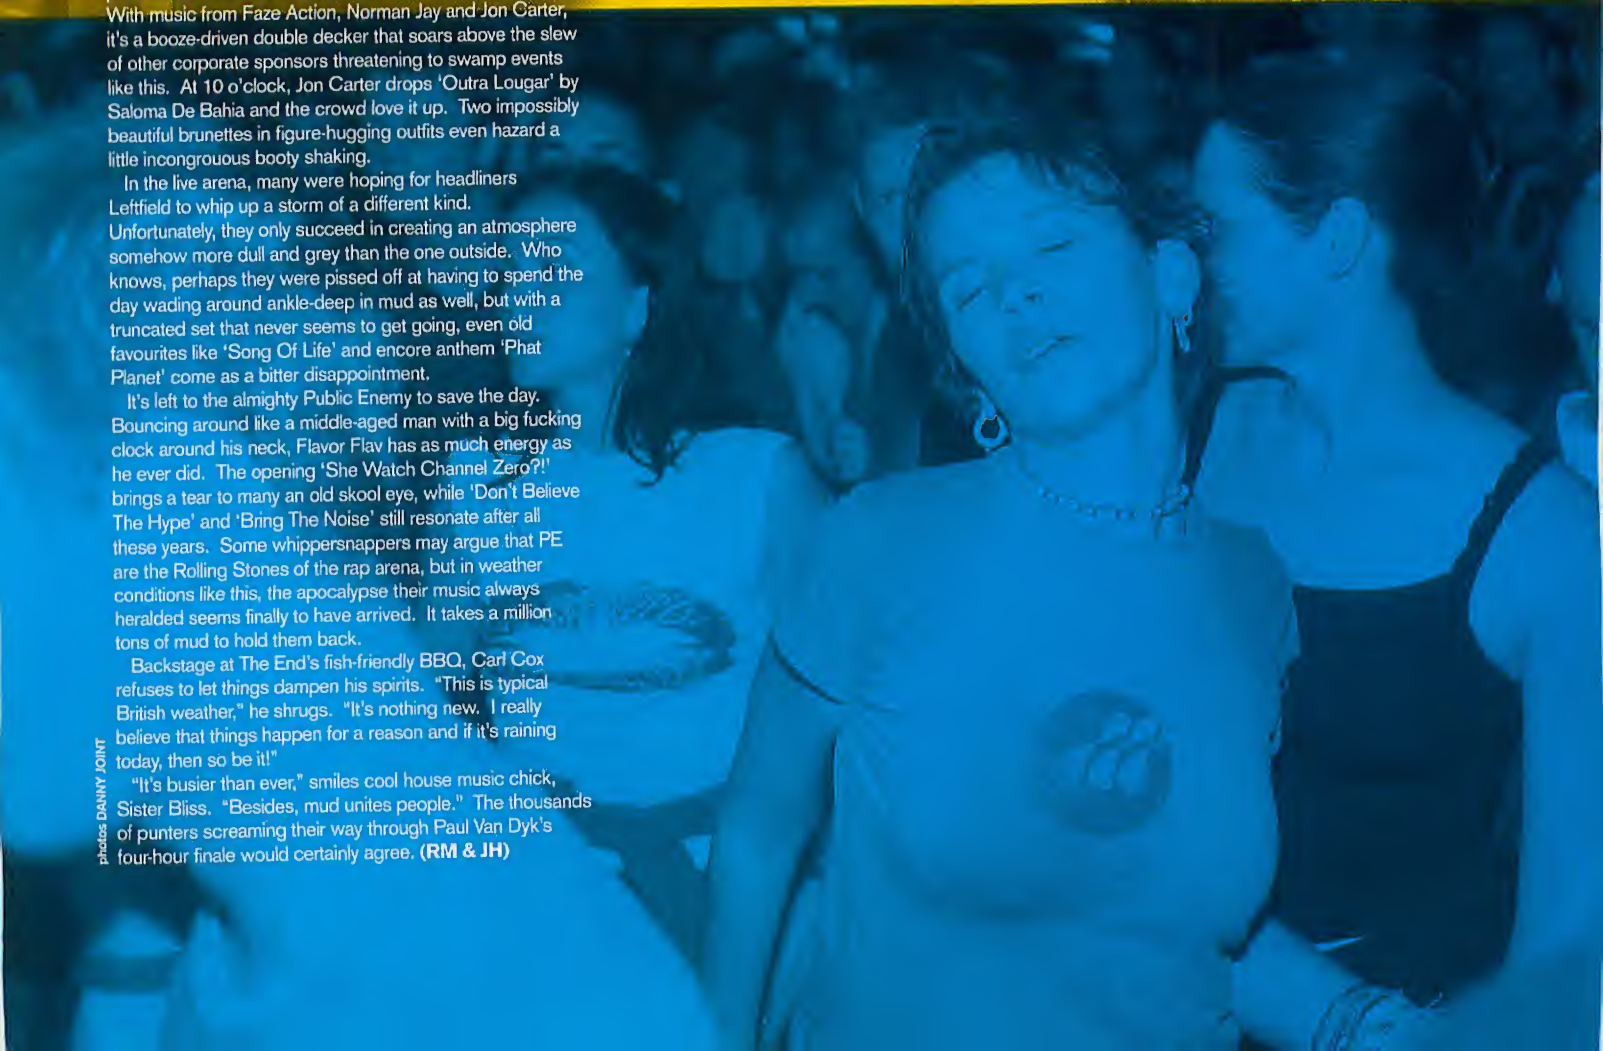 With music from Faze Action, Norman Jay and Jon Carter,
it's a booze-driven double decker that soars above the slew
of other corporate sponsors threatening to swamp events
like this. At 10 o'clock, Jon Carter drops 'Outra Lougar' by
Saloma De Bahia and the crowd love it up. Two impossibly
beautiful brunettes in figure-hugging outfits even hazard a
little incongrouous booty shaking.
In the live arena, many were hoping for headliners
Leftfield to whip up a storm of a different kind.
Unfortunately, they only succeed in creating an atmosphere
somehow more dull and grey than the one outside. Who
knows, perhaps they were pissed off at having to spend the
day wading around ankle-deep in mud as well, but with a
truncated set that never seems to get going, even old
favourites like 'Song Of Life' and encore anthem 'Phat
Planet' come as a bitter disappointment.
It's left to the almighty Public Enemy to save the day.
Bouncing around like a middle-aged man with a big fucking
clock around his neck, Flavor Flav has as much energy as
he ever did. The opening 'She Watch Channel Zero?!'
brings a tear to many an old skool eye, while 'Don't Believe
The Hype' and 'Bring The Noise' still resonate after all
these years. Some whippersnappers may argue that PE
are the Rolling Stones of the rap arena, but in weather
conditions like this, the apocalypse their music always
heralded seems finally to have arrived. It takes a million
tons of mud to hold them back.
Backstage at The End's fish-friendly BBQ, Carl Cox
refuses to let things dampen his spirits. "This is typical
British weather," he shrugs. "It's nothing new. I really
believe that things happen for a reason and if it's raining
today, then so be it!"
"It's busier than ever," smiles cool house music chick,
Sister Bliss. "Besides, mud unites people." The thousands
of punters screaming their way through Paul Van Dyk's
four-hour finale would certainly agree. (RM & JH)
photos DANNY JOINT